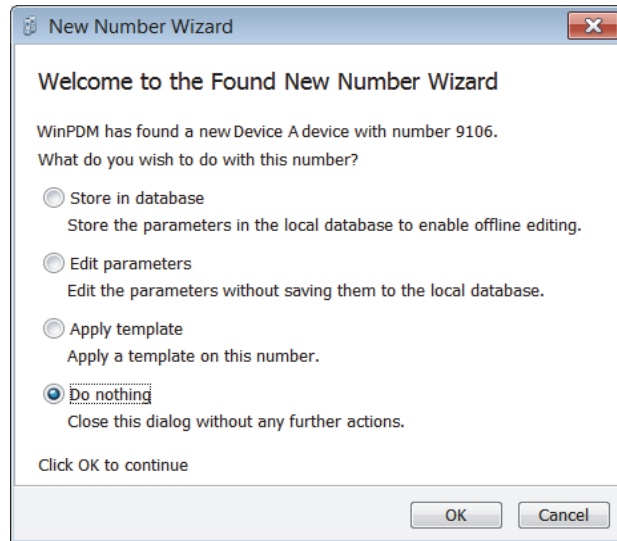 New Number Wizard
Welcome to the Found New Number Wizard
WinPDM has found a new Device A device with number 9106.
What do you wish to do with this number?
Store in database
Store the parameters in the local database to enable offline editing.
Edit parameters
Edit the parameters without saving them to the local database.
Apply template
Apply a template on this number.
Do nothing
Close this dialog without any further actions.
Click OK to continue
OK Cancel